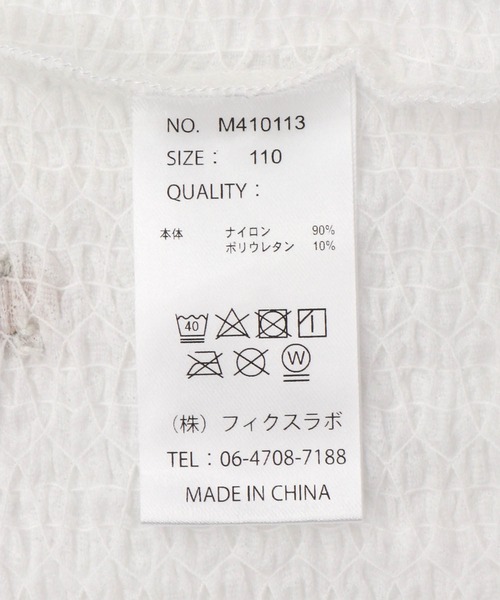 NO. M410113
SIZE： 110
QUALITY：
本体 ナイロン 90%
ポリウレタン 10%
40
W
（株）フィクスラボ
TEL：06-4708-7188
MADE IN CHINA